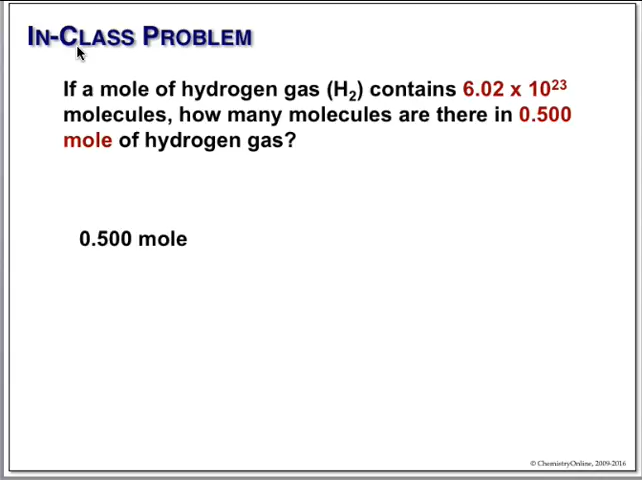 IN-CLASS PROBLEM
If a mole of hydrogen gas (H₂) contains 6.02 x 10²³
molecules, how many molecules are there in 0.500
mole of hydrogen gas?
0.500 mole
© ChemistryOnline, 2009-2016